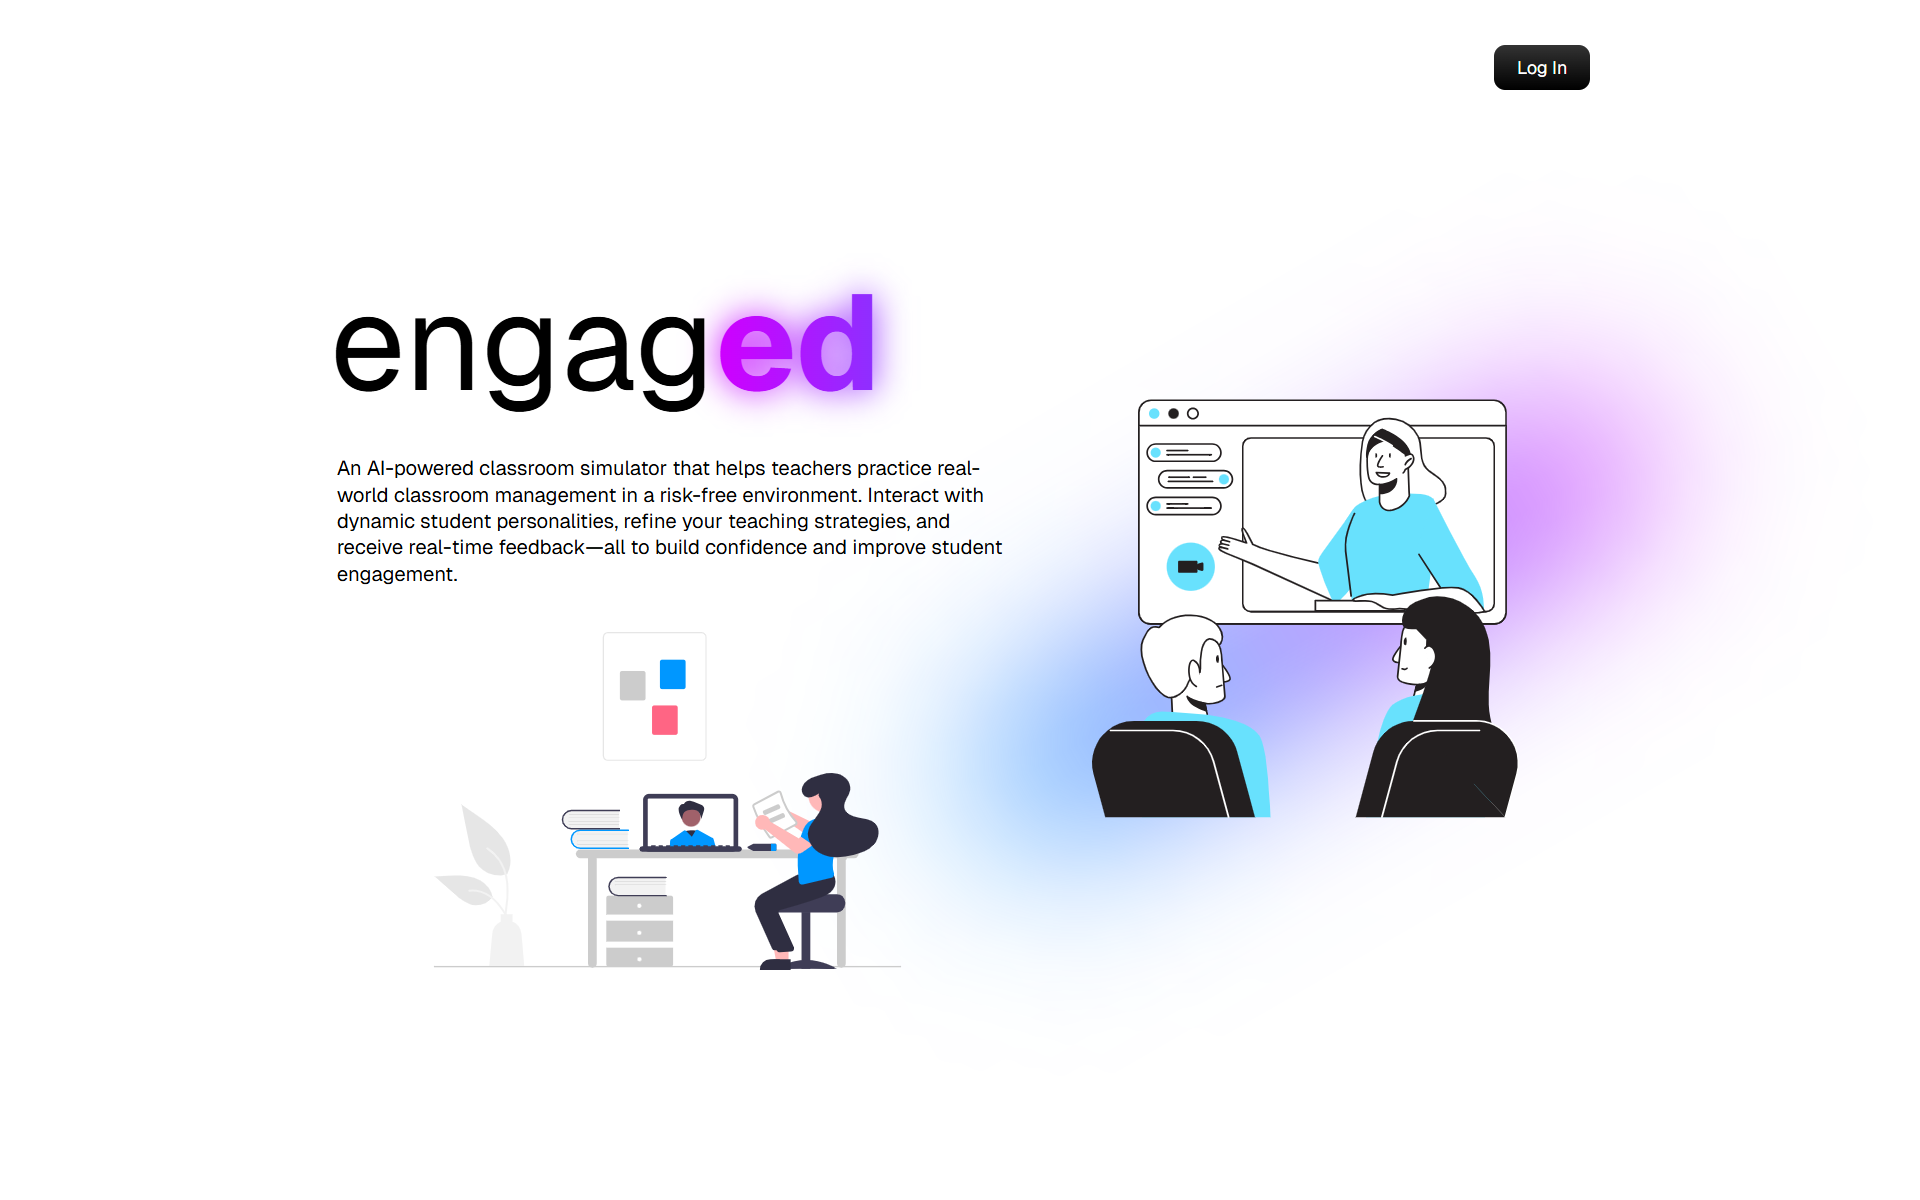 Log In
engaged
An AI-powered classroom simulator that helps teachers practice real-
world classroom management in a risk-free environment. Interact with
dynamic student personalities, refine your teaching strategies, and
receive real-time feedback—all to build confidence and improve student
engagement.